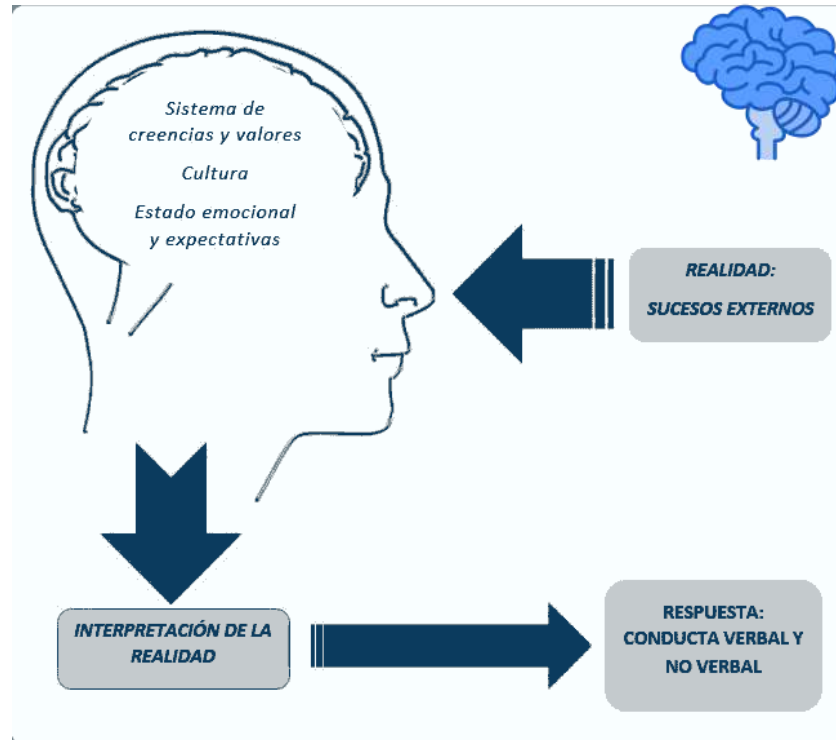 Sistema de
creencias y valores
Cultura
Estado emocional
y expectativas
REALIDAD:
SUCESOS EXTERNOS
INTERPRETACIÓN DE LA
REALIDAD
RESPUESTA:
CONDUCTA VERBAL Y
NO VERBAL